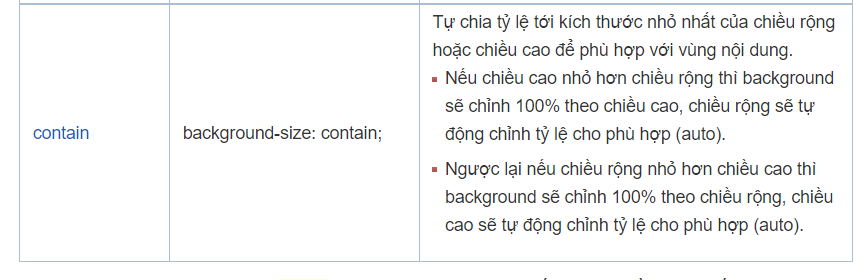 contain
background-size: contain;
Tự chia tỷ lệ tới kích thước nhỏ nhất của chiều rộng
hoặc chiều cao để phù hợp với vùng nội dung.
Nếu chiều cao nhỏ hơn chiều rộng thì background
sẽ chỉnh 100% theo chiều cao, chiều rộng sẽ tự
động chỉnh tỷ lệ cho phù hợp (auto).
Ngược lại nếu chiều rộng nhỏ hơn chiều cao thì
background sẽ chỉnh 100% theo chiều rộng, chiều
cao sẽ tự động chỉnh tỷ lệ cho phù hợp (auto).